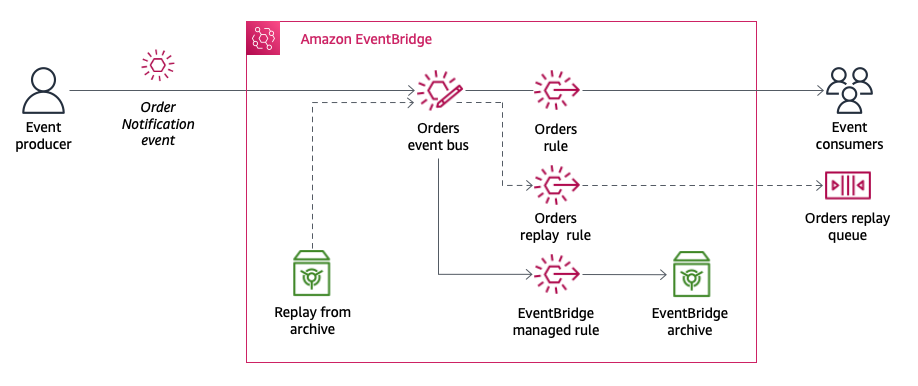 Amazon EventBridge
Event
producer
Order
Notification
event
Orders
event bus
Orders
rule
Event
consumers
Orders
replay rule
Orders replay
queue
Replay from
archive
EventBridge
managed rule
EventBridge
archive